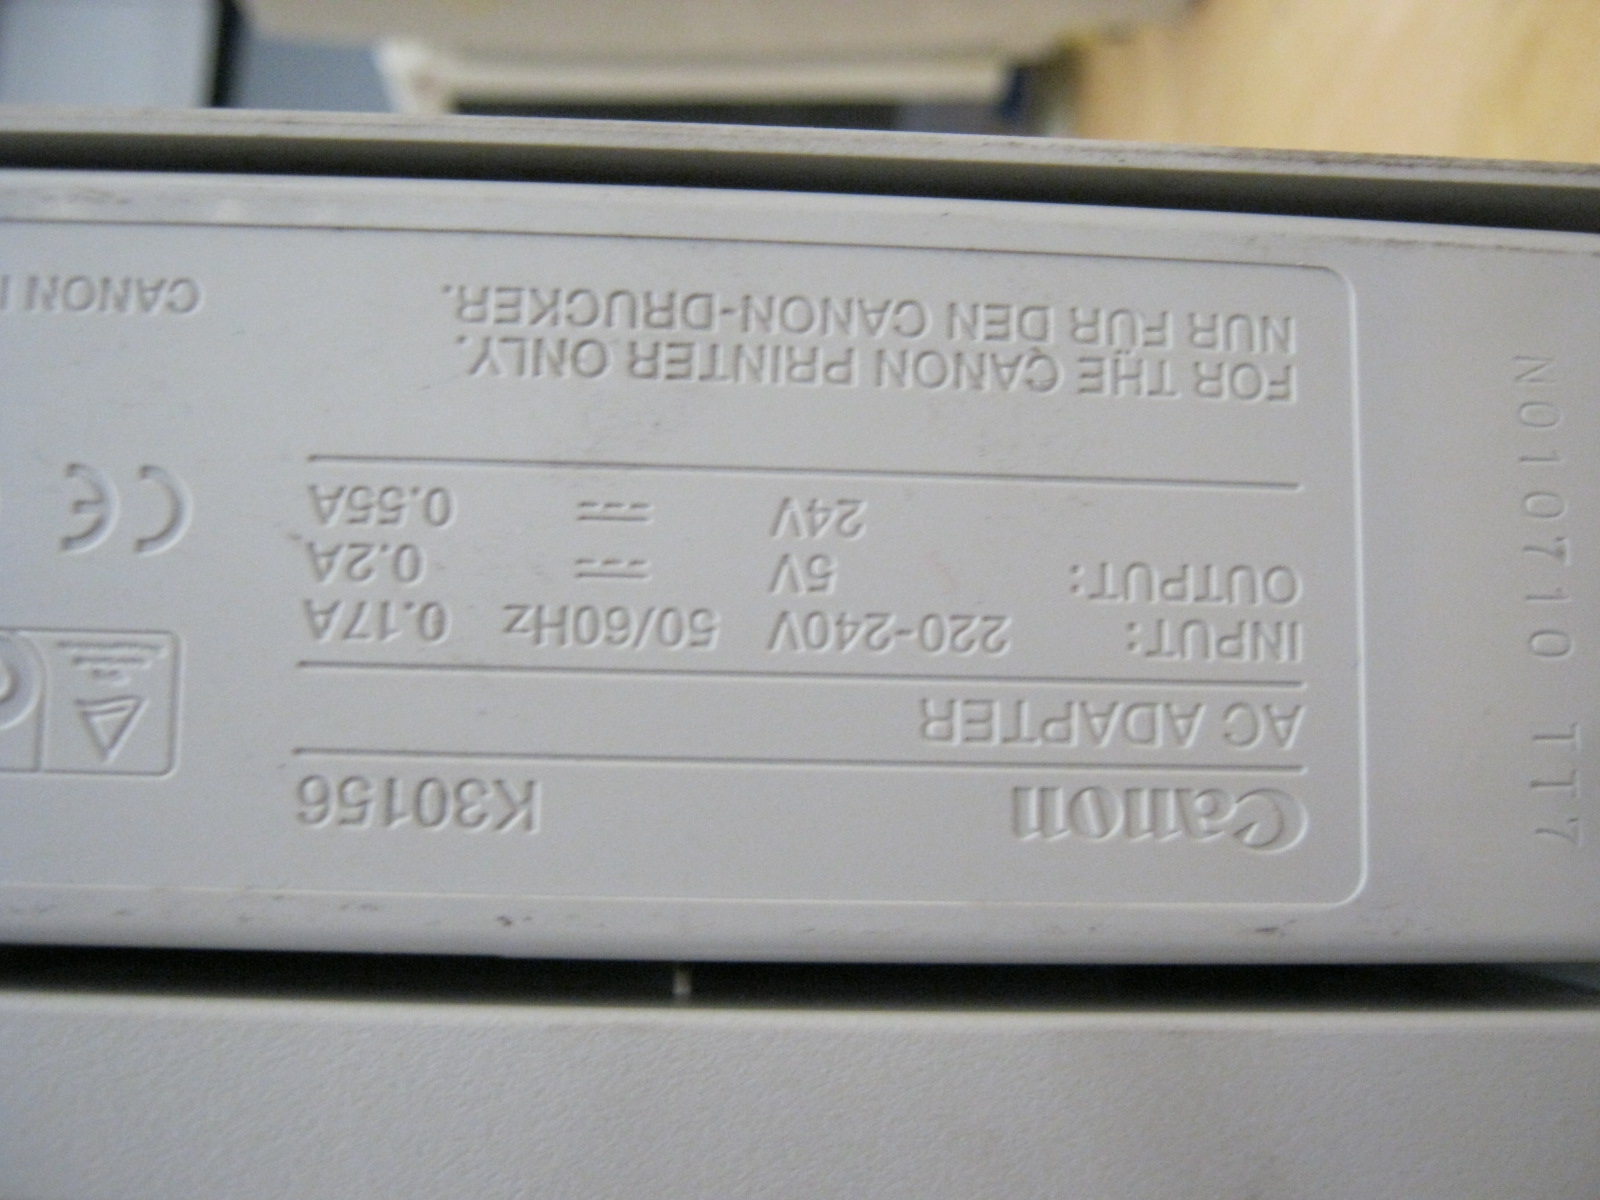 Canon K30156
AC ADAPTER
INPUT: 220-240V 50/60Hz 0.17A
OUTPUT: 5V ⎓ 0.2A
24V ⎓ 0.55A
FOR THE CANON PRINTER ONLY.
NUR FÜR DEN CANON-DRUCKER.
CE
CANON
N010710 TT7